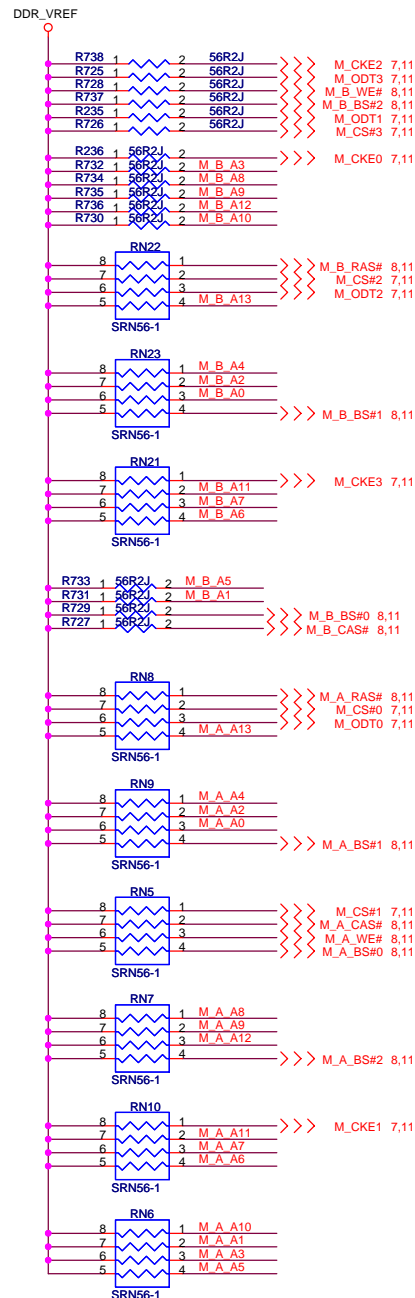 DDR_VREF
R738 1 2 56R2J M_CKE2 7,11
R725 1 2 56R2J M_ODT3 7,11
R728 1 2 56R2J M_B_WE# 8,11
R737 1 2 56R2J M_B_BS#2 8,11
R235 1 2 56R2J M_ODT1 7,11
R726 1 2 56R2J M_CS#3 7,11
R236 1 56R2J 2 M_CKE0 7,11
R732 1 56R2J 2 M_B_A3
R734 1 56R2J 2 M_B_A8
R735 1 56R2J 2 M_B_A9
R736 1 56R2J 2 M_B_A12
R730 1 56R2J 2 M_B_A10
RN22
8 1 M_B_RAS# 8,11
7 2 M_CS#2 7,11
6 3 M_ODT2 7,11
5 4 M_B_A13
SRN56-1
RN23
8 1 M_B_A4
7 2 M_B_A2
6 3 M_B_A0
5 4 M_B_BS#1 8,11
SRN56-1
RN21
8 1 M_CKE3 7,11
7 2 M_B_A11
6 3 M_B_A7
5 4 M_B_A6
SRN56-1
R733 1 56R2J 2 M_B_A5
R731 1 56R2J 2 M_B_A1
R729 1 56R2J 2 M_B_BS#0 8,11
R727 1 56R2J 2 M_B_CAS# 8,11
RN8
8 1 M_A_RAS# 8,11
7 2 M_CS#0 7,11
6 3 M_ODT0 7,11
5 4 M_A_A13
SRN56-1
RN9
8 1 M_A_A4
7 2 M_A_A2
6 3 M_A_A0
5 4 M_A_BS#1 8,11
SRN56-1
RN5
8 1 M_CS#1 7,11
7 2 M_A_CAS# 8,11
6 3 M_A_WE# 8,11
5 4 M_A_BS#0 8,11
SRN56-1
RN7
8 1 M_A_A8
7 2 M_A_A9
6 3 M_A_A12
5 4 M_A_BS#2 8,11
SRN56-1
RN10
8 1 M_CKE1 7,11
7 2 M_A_A11
6 3 M_A_A7
5 4 M_A_A6
SRN56-1
RN6
8 1 M_A_A10
7 2 M_A_A1
6 3 M_A_A3
5 4 M_A_A5
SRN56-1